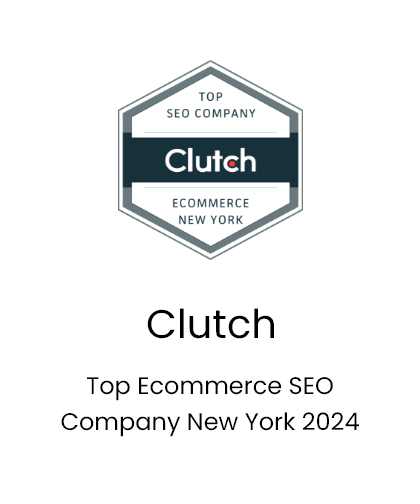 TOP
SEO COMPANY
Clutch
ECOMMERCE
NEW YORK
Clutch
Top Ecommerce SEO
Company New York 2024